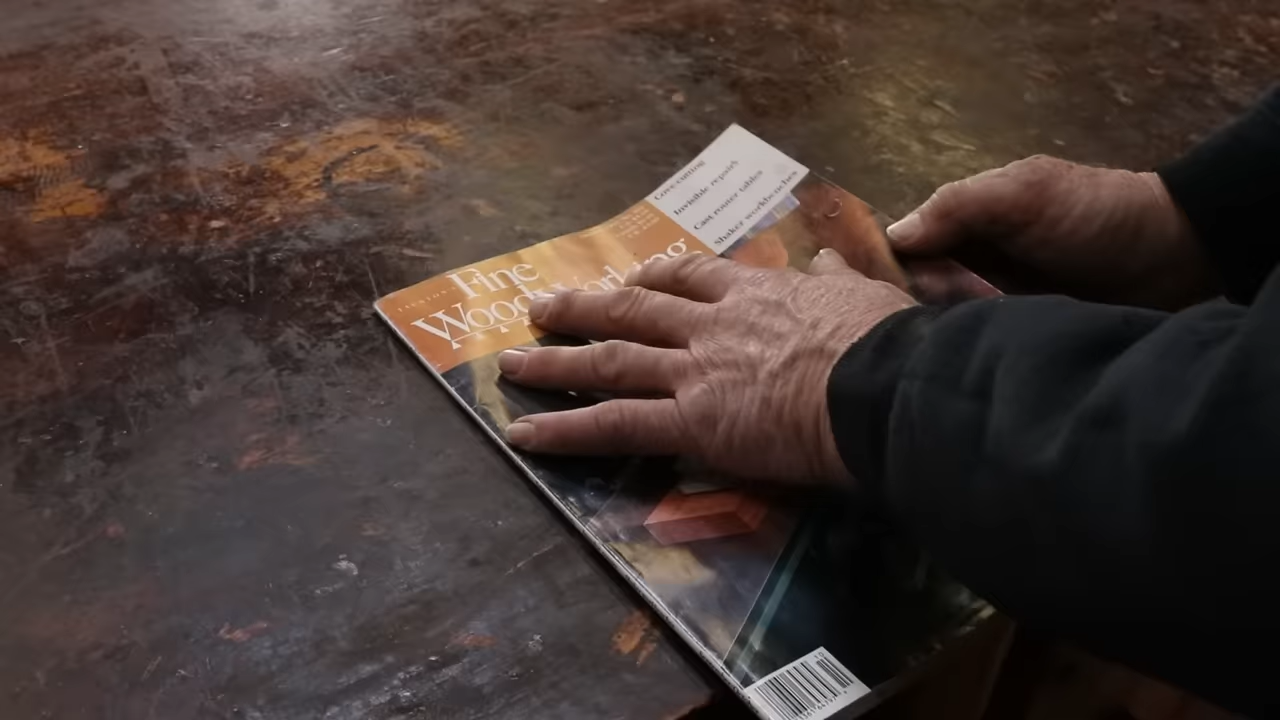 Fine
Woodworking
Cove-cutting
Invisible repairs
Cast router tables
Shaker workbenches